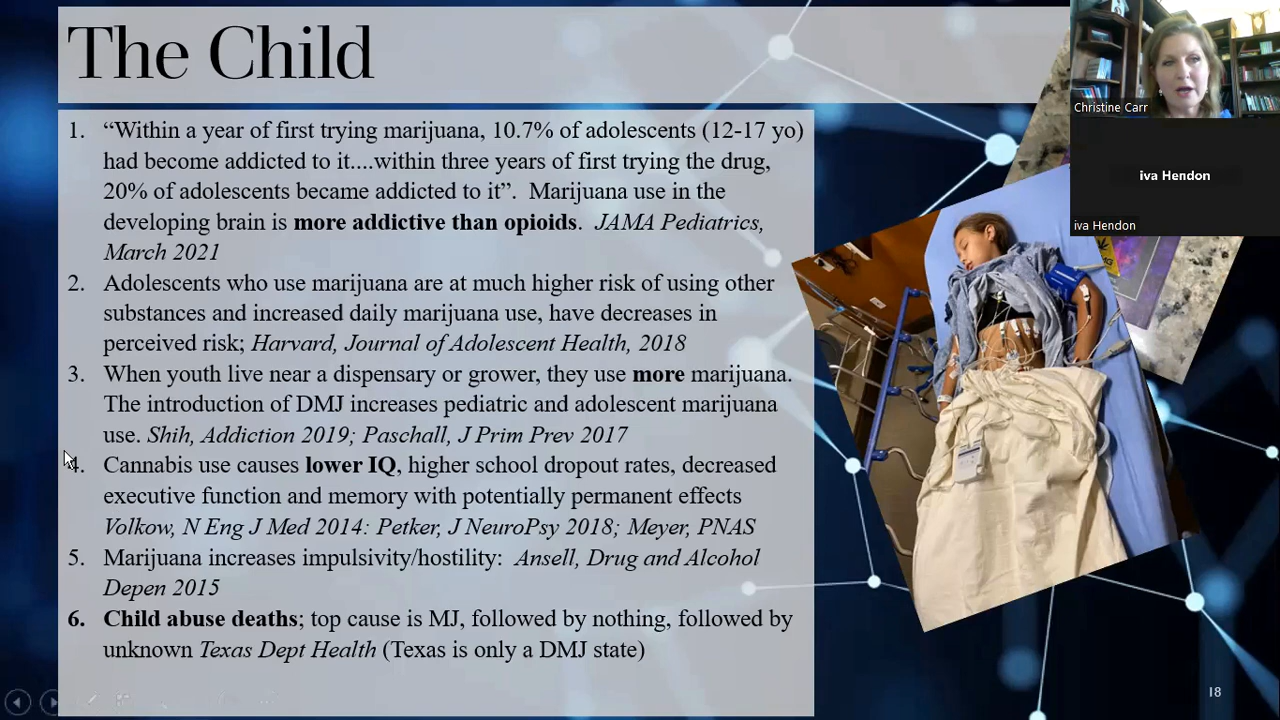 The Child
1. “Within a year of first trying marijuana, 10.7% of adolescents (12-17 yo)
had become addicted to it....within three years of first trying the drug,
20% of adolescents became addicted to it”.  Marijuana use in the
developing brain is more addictive than opioids.  JAMA Pediatrics,
March 2021
2. Adolescents who use marijuana are at much higher risk of using other
substances and increased daily marijuana use, have decreases in
perceived risk; Harvard, Journal of Adolescent Health, 2018
3. When youth live near a dispensary or grower, they use more marijuana.
The introduction of DMJ increases pediatric and adolescent marijuana
use. Shih, Addiction 2019; Paschall, J Prim Prev 2017
4. Cannabis use causes lower IQ, higher school dropout rates, decreased
executive function and memory with potentially permanent effects
Volkow, N Eng J Med 2014: Petker, J NeuroPsy 2018; Meyer, PNAS
5. Marijuana increases impulsivity/hostility:  Ansell, Drug and Alcohol
Depen 2015
6. Child abuse deaths; top cause is MJ, followed by nothing, followed by
unknown Texas Dept Health (Texas is only a DMJ state)
Christine Carr
iva Hendon
iva Hendon
18